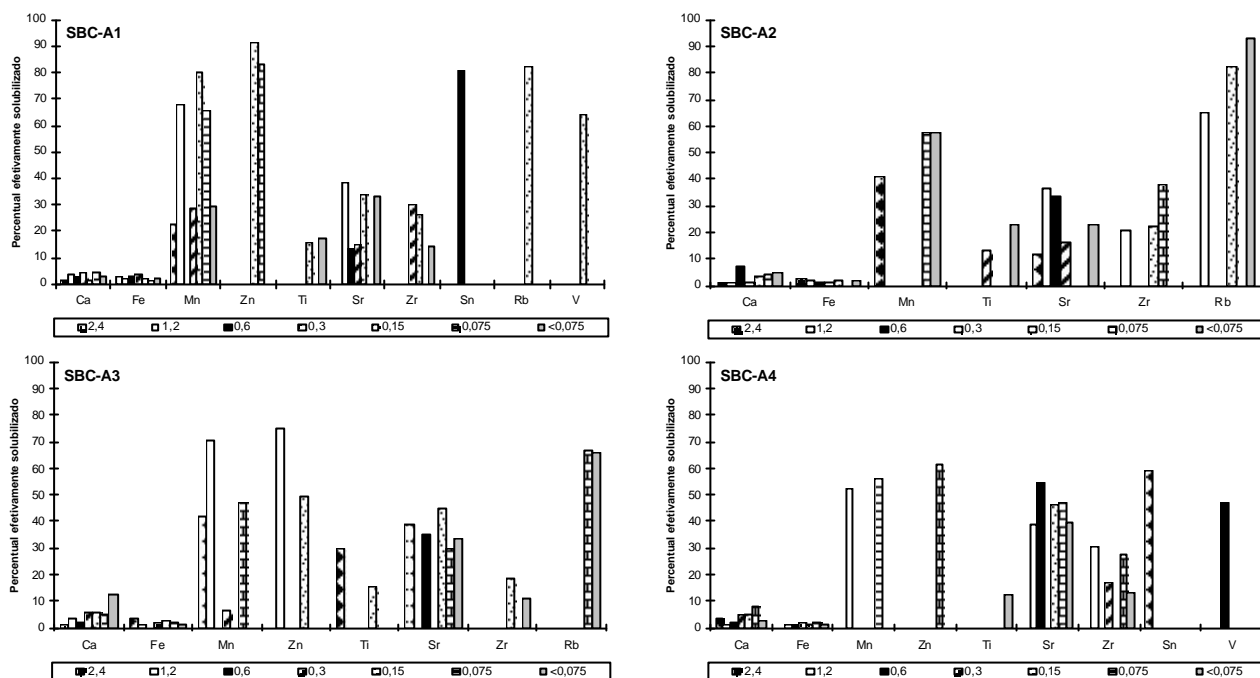 SBC-A1
Percentual efetivamente solubilizado
100
90
80
70
60
50
40
30
20
10
0
Ca Fe Mn Zn Ti Sr Zr Sn Rb V
2,4 1,2 0,6 0,3 0,15 0,075 <0,075
SBC-A2
Percentual efetivamente solubilizado
100
90
80
70
60
50
40
30
20
10
0
Ca Fe Mn Ti Sr Zr Rb
2,4 1,2 0,6 0,3 0,15 0,075 <0,075
SBC-A3
Percentual efetivamente solubilizado
100
90
80
70
60
50
40
30
20
10
0
Ca Fe Mn Zn Ti Sr Zr Rb
2,4 1,2 0,6 0,3 0,15 0,075 <0,075
SBC-A4
Percentual efetivamente solubilizado
100
90
80
70
60
50
40
30
20
10
0
Ca Fe Mn Zn Ti Sr Zr Sn V
2,4 1,2 0,6 0,3 0,15 0,075 <0,075